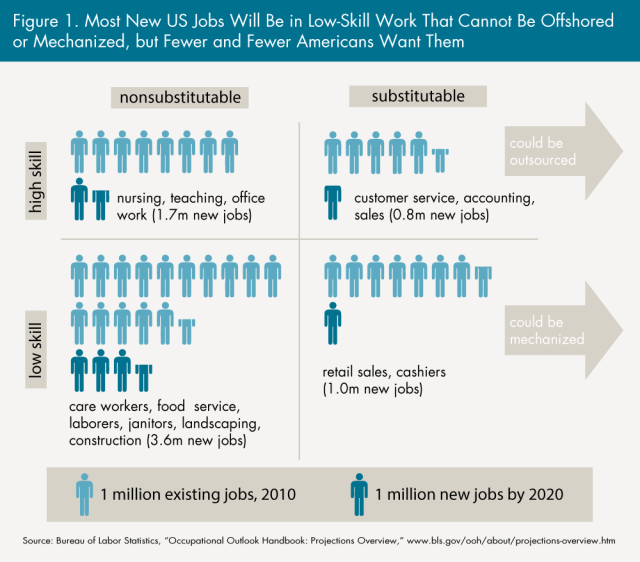 Figure 1. Most New US Jobs Will Be in Low-Skill Work That Cannot Be Offshored
or Mechanized, but Fewer and Fewer Americans Want Them
nonsubstitutable
substitutable
high skill
could be
outsourced
nursing, teaching, office
work (1.7m new jobs)
customer service, accounting,
sales (0.8m new jobs)
low skill
could be
mechanized
retail sales, cashiers
(1.0m new jobs)
care workers, food service,
laborers, janitors, landscaping,
construction (3.6m new jobs)
1 million existing jobs, 2010
1 million new jobs by 2020
Source: Bureau of Labor Statistics, “Occupational Outlook Handbook: Projections Overview,” www.bls.gov/ooh/about/projections-overview.htm